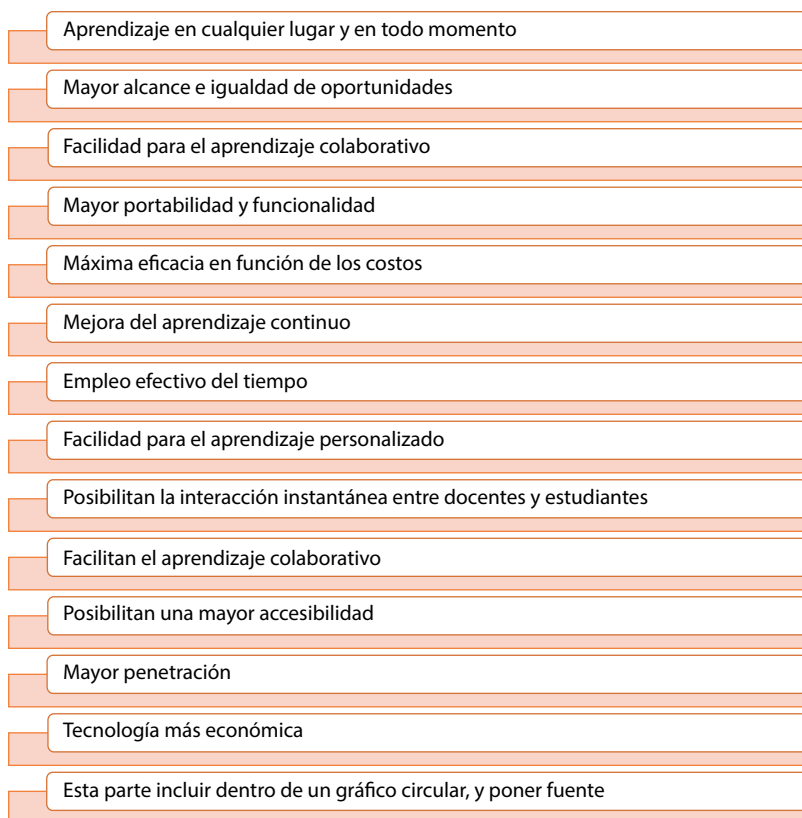 Aprendizaje en cualquier lugar y en todo momento
Mayor alcance e igualdad de oportunidades
Facilidad para el aprendizaje colaborativo
Mayor portabilidad y funcionalidad
Máxima eficacia en función de los costos
Mejora del aprendizaje continuo
Empleo efectivo del tiempo
Facilidad para el aprendizaje personalizado
Posibilitan la interacción instantánea entre docentes y estudiantes
Facilitan el aprendizaje colaborativo
Posibilitan una mayor accesibilidad
Mayor penetración
Tecnología más económica
Esta parte incluir dentro de un gráfico circular, y poner fuente